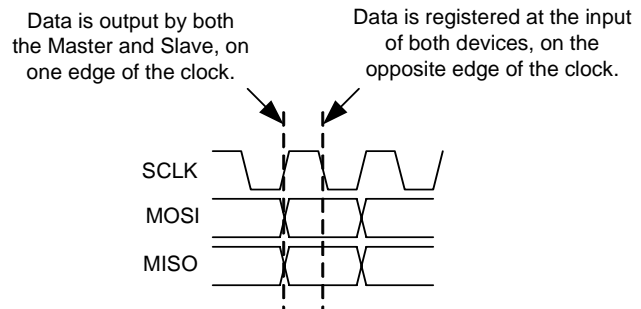 Data is output by both
the Master and Slave, on
one edge of the clock.
Data is registered at the input
of both devices, on the
opposite edge of the clock.
SCLK
MOSI
MISO